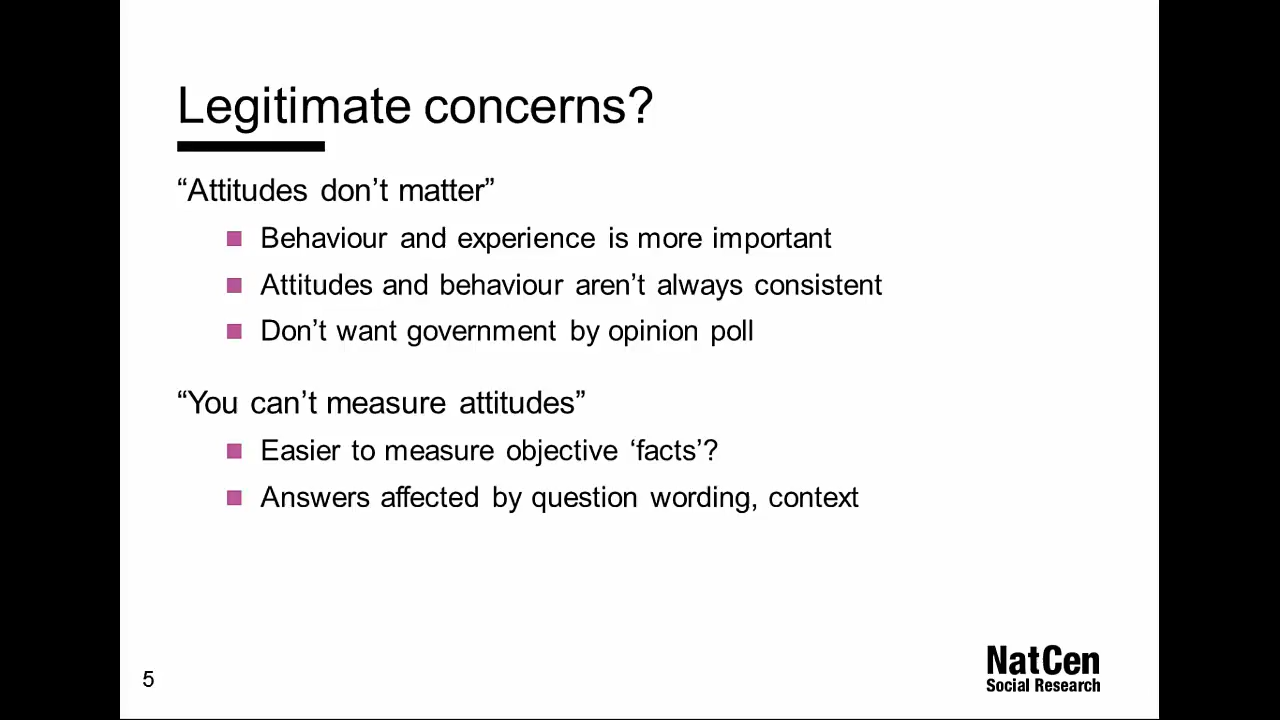 Legitimate concerns?
“Attitudes don’t matter”
Behaviour and experience is more important
Attitudes and behaviour aren’t always consistent
Don’t want government by opinion poll
“You can’t measure attitudes”
Easier to measure objective ‘facts’?
Answers affected by question wording, context
5
NatCen
Social Research